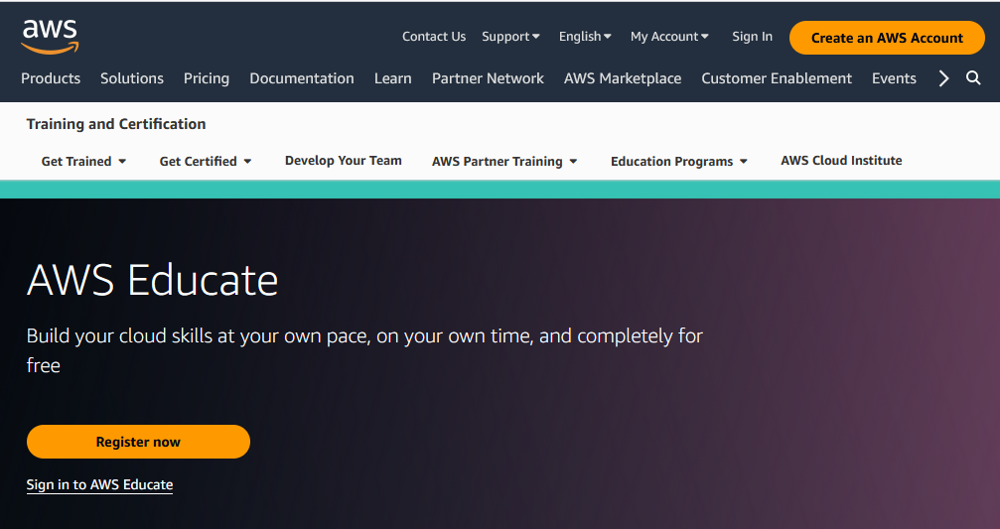 aws
Contact Us Support English My Account Sign In Create an AWS Account
Products Solutions Pricing Documentation Learn Partner Network AWS Marketplace Customer Enablement Events
Training and Certification
Get Trained Get Certified Develop Your Team AWS Partner Training Education Programs AWS Cloud Institute
AWS Educate
Build your cloud skills at your own pace, on your own time, and completely for
free
Register now
Sign in to AWS Educate